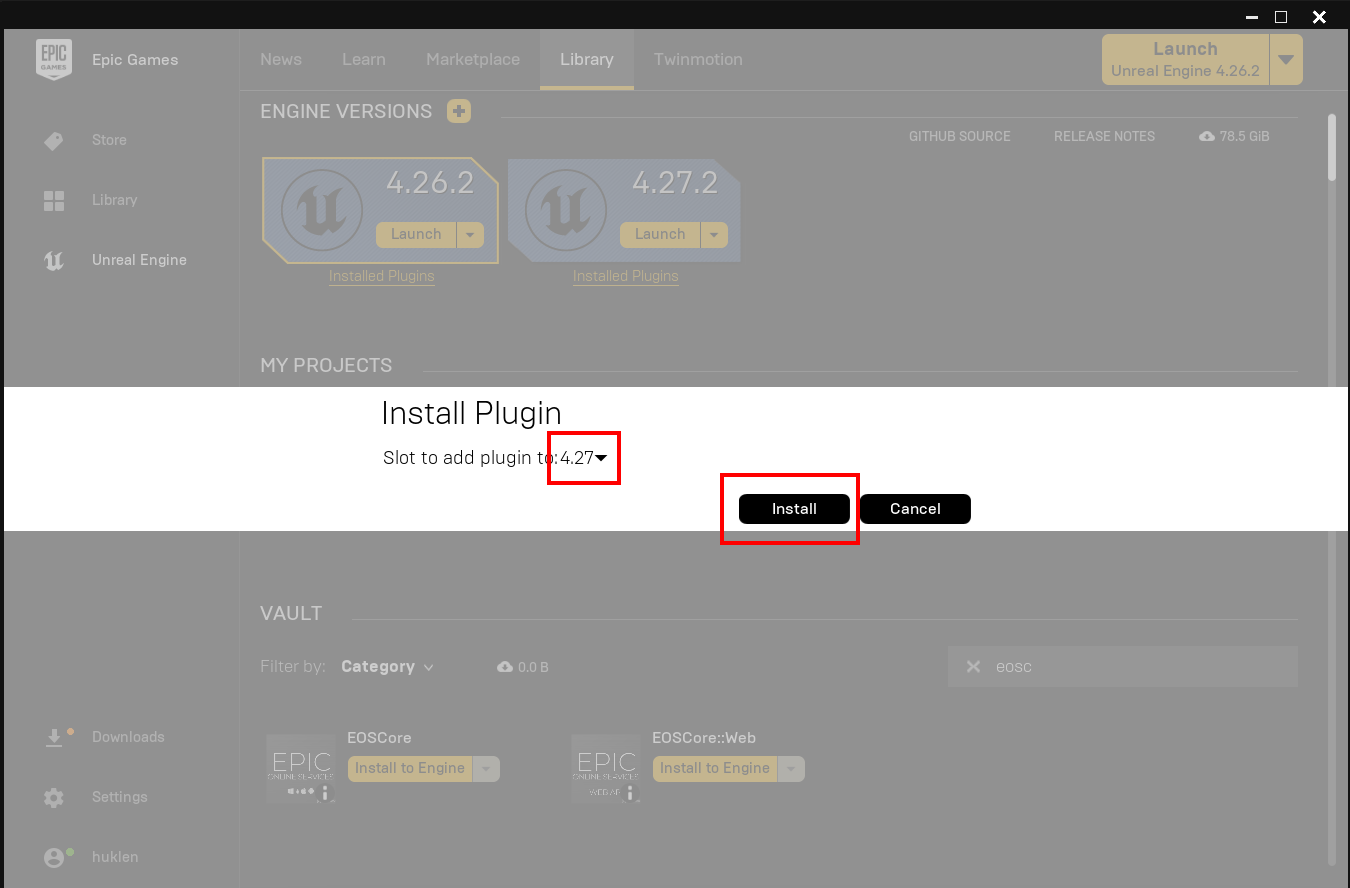 EPIC GAMES
Epic Games
News
Learn
Marketplace
Library
Twinmotion
Launch
Unreal Engine 4.26.2
Store
Library
Unreal Engine
ENGINE VERSIONS
GITHUB SOURCE
RELEASE NOTES
78.5 GiB
4.26.2
Launch
Installed Plugins
4.27.2
Launch
Installed Plugins
MY PROJECTS
Install Plugin
Slot to add plugin to: 4.27
Install
Cancel
VAULT
Filter by:
Category
0.0 B
eosc
EPIC
ONLINE SERVICES
EOSCore
Install to Engine
EPIC
ONLINE SERVICES
WEB API
EOSCore::Web
Install to Engine
Downloads
Settings
huklen